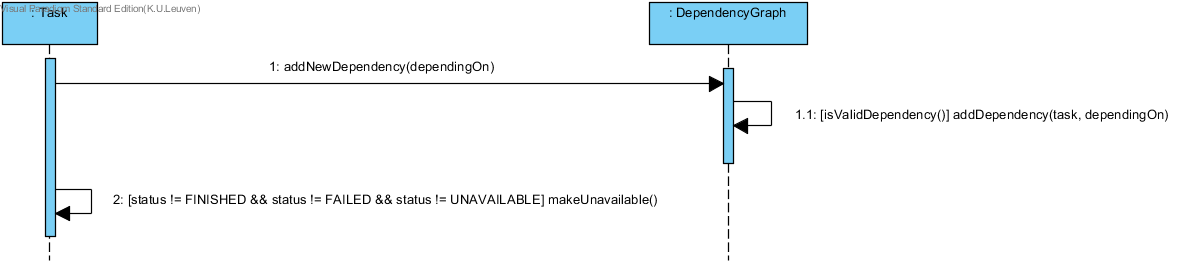 Visual Paradigm Standard Edition(K.U.Leuven)
: Task
: DependencyGraph
1: addNewDependency(dependingOn)
1.1: [isValidDependency()] addDependency(task, dependingOn)
2: [status != FINISHED && status != FAILED && status != UNAVAILABLE] makeUnavailable()